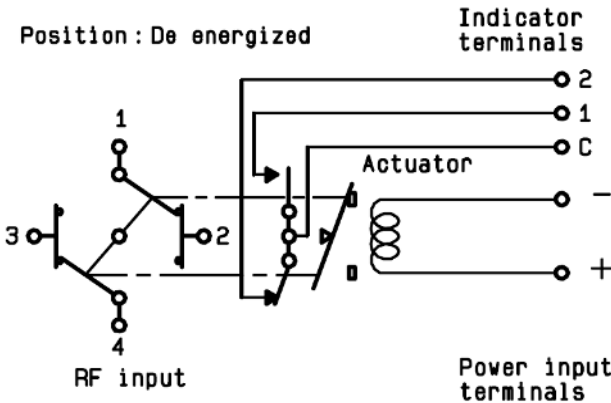 Position : De energized
Indicator
terminals
2
1
C
1
Actuator
−
3
2
+
4
RF input
Power input
terminals